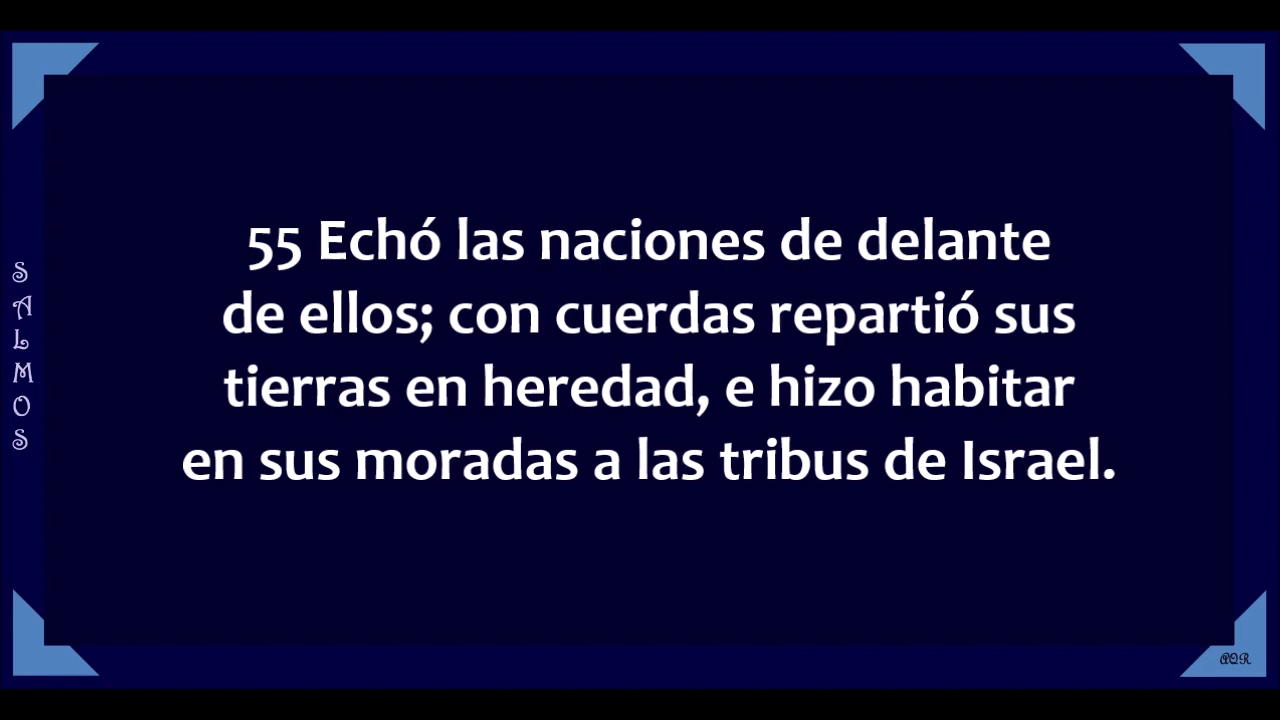 SALMOS
55 Echó las naciones de delante
de ellos; con cuerdas repartió sus
tierras en heredad, e hizo habitar
en sus moradas a las tribus de Israel.